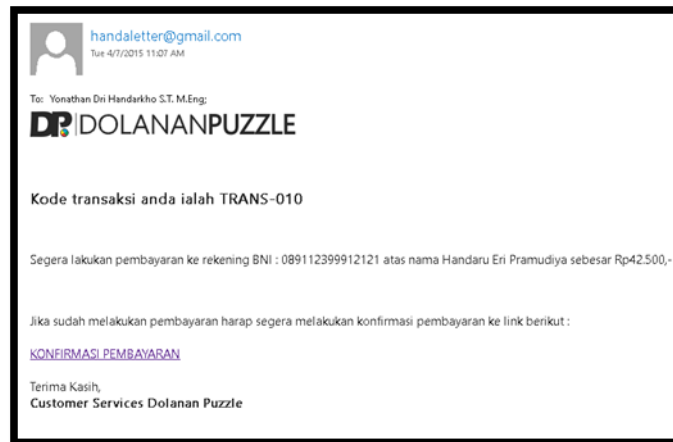 handaletter@gmail.com
Tue 4/7/2015 11:07 AM
To: Yonathan Dri Handarkho S.T. M.Eng;
DP DOLANANPUZZLE
Kode transaksi anda ialah TRANS-010
Segera lakukan pembayaran ke rekening BNI : 089112399912121 atas nama Handaru Eri Pramudiya sebesar Rp42.500,-
Jika sudah melakukan pembayaran harap segera melakukan konfirmasi pembayaran ke link berikut :
KONFIRMASI PEMBAYARAN
Terima Kasih,
Customer Services Dolanan Puzzle